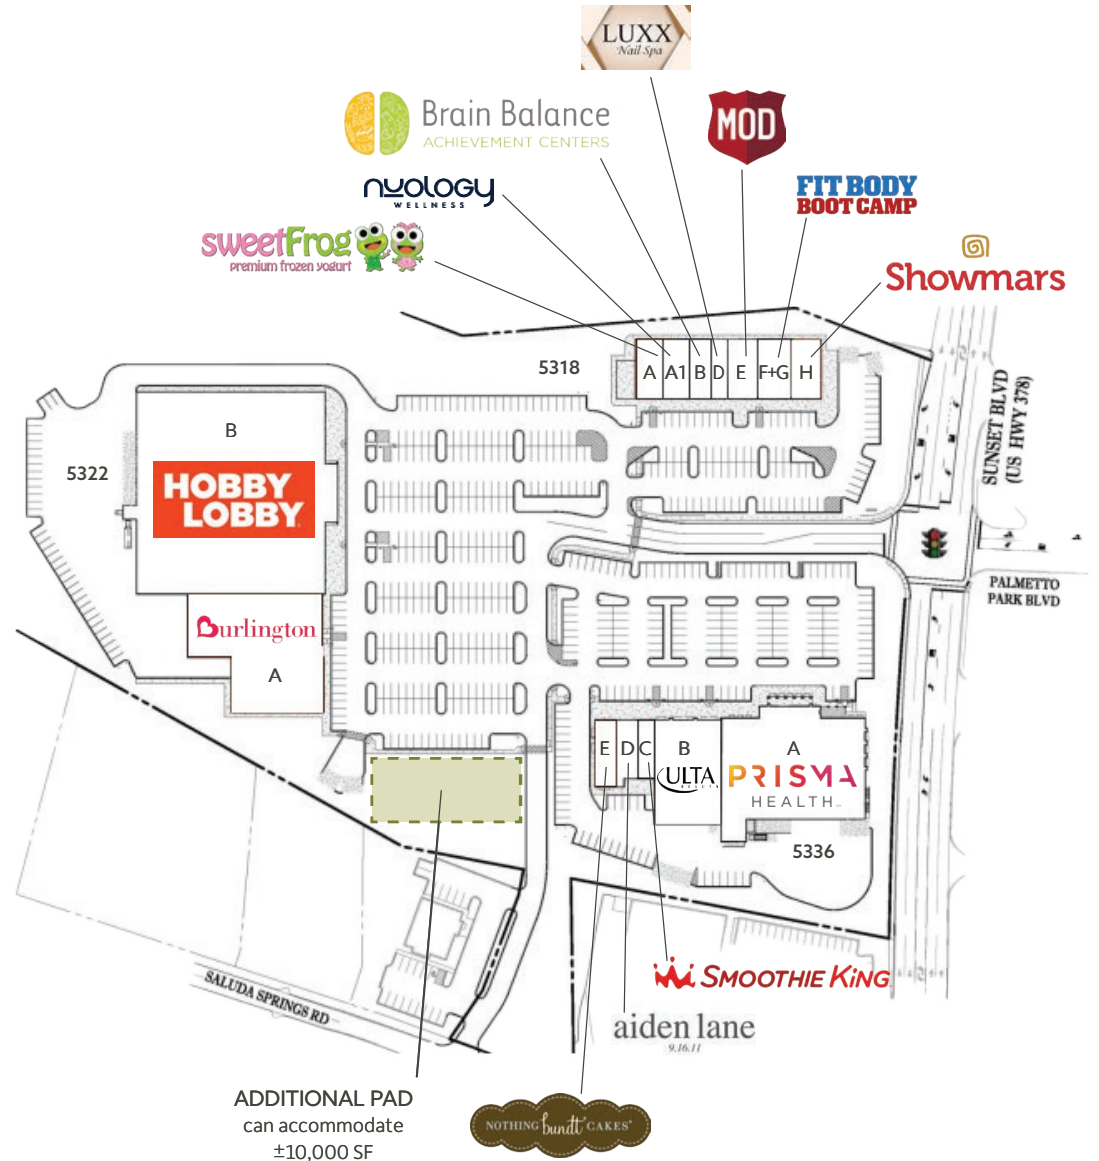 LUXX
Nail Spa
Brain Balance
ACHIEVEMENT CENTERS
MOD
nuology
WELLNESS
FIT BODY
BOOT CAMP
sweetFrog
premium frozen yogurt
Showmars
5318
A A1 B D E F+G H
SUNSET BLVD
(US HWY 378)
B
5322
HOBBY
LOBBY
PALMETTO
PARK BLVD
Burlington
A
E D C B A
ULTA
BEAUTY
PRISMA
HEALTH
5336
SALUDA SPRINGS RD
SMOOTHIE KING
aiden lane
9.16.11
ADDITIONAL PAD
can accommodate
±10,000 SF
NOTHING bundt CAKES